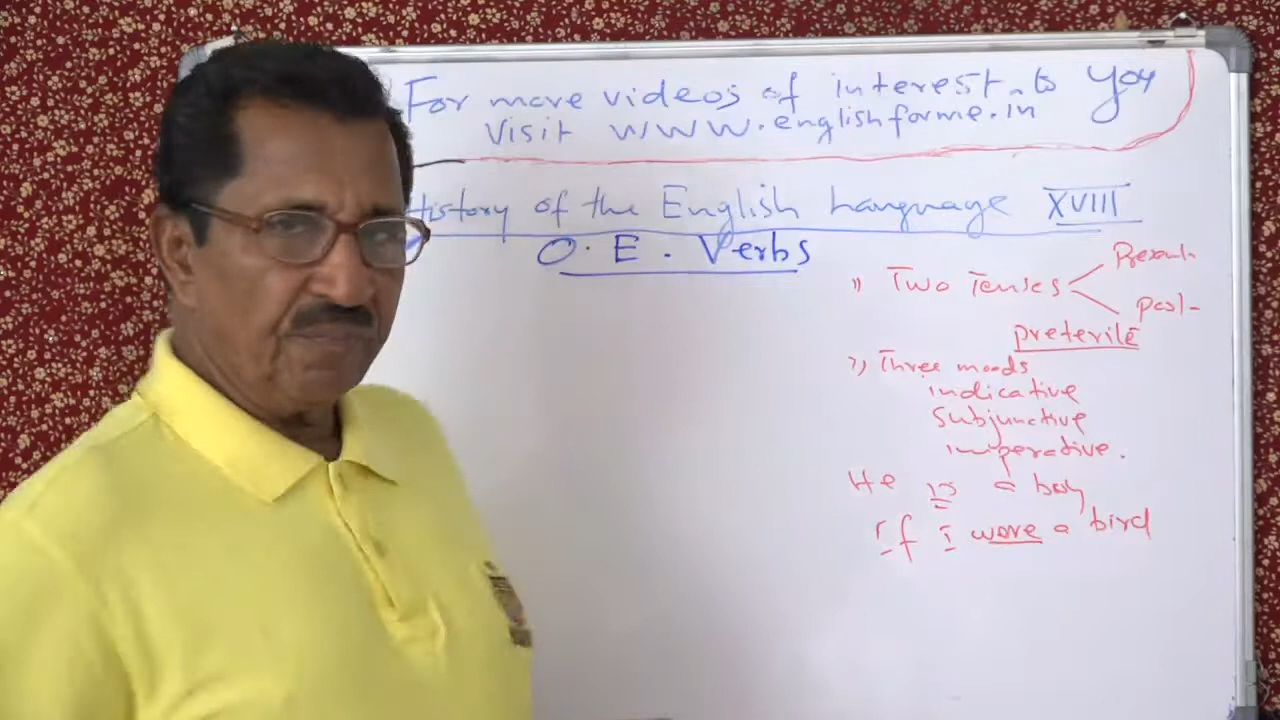 For more videos of interest to you
Visit www.englishforme.in
History of the English Language XVIII
O.E. Verbs
1) Two Tenses
Present
past
preterite
2) Three moods
indicative
Subjunctive
imperative.
He is a boy
If I were a bird